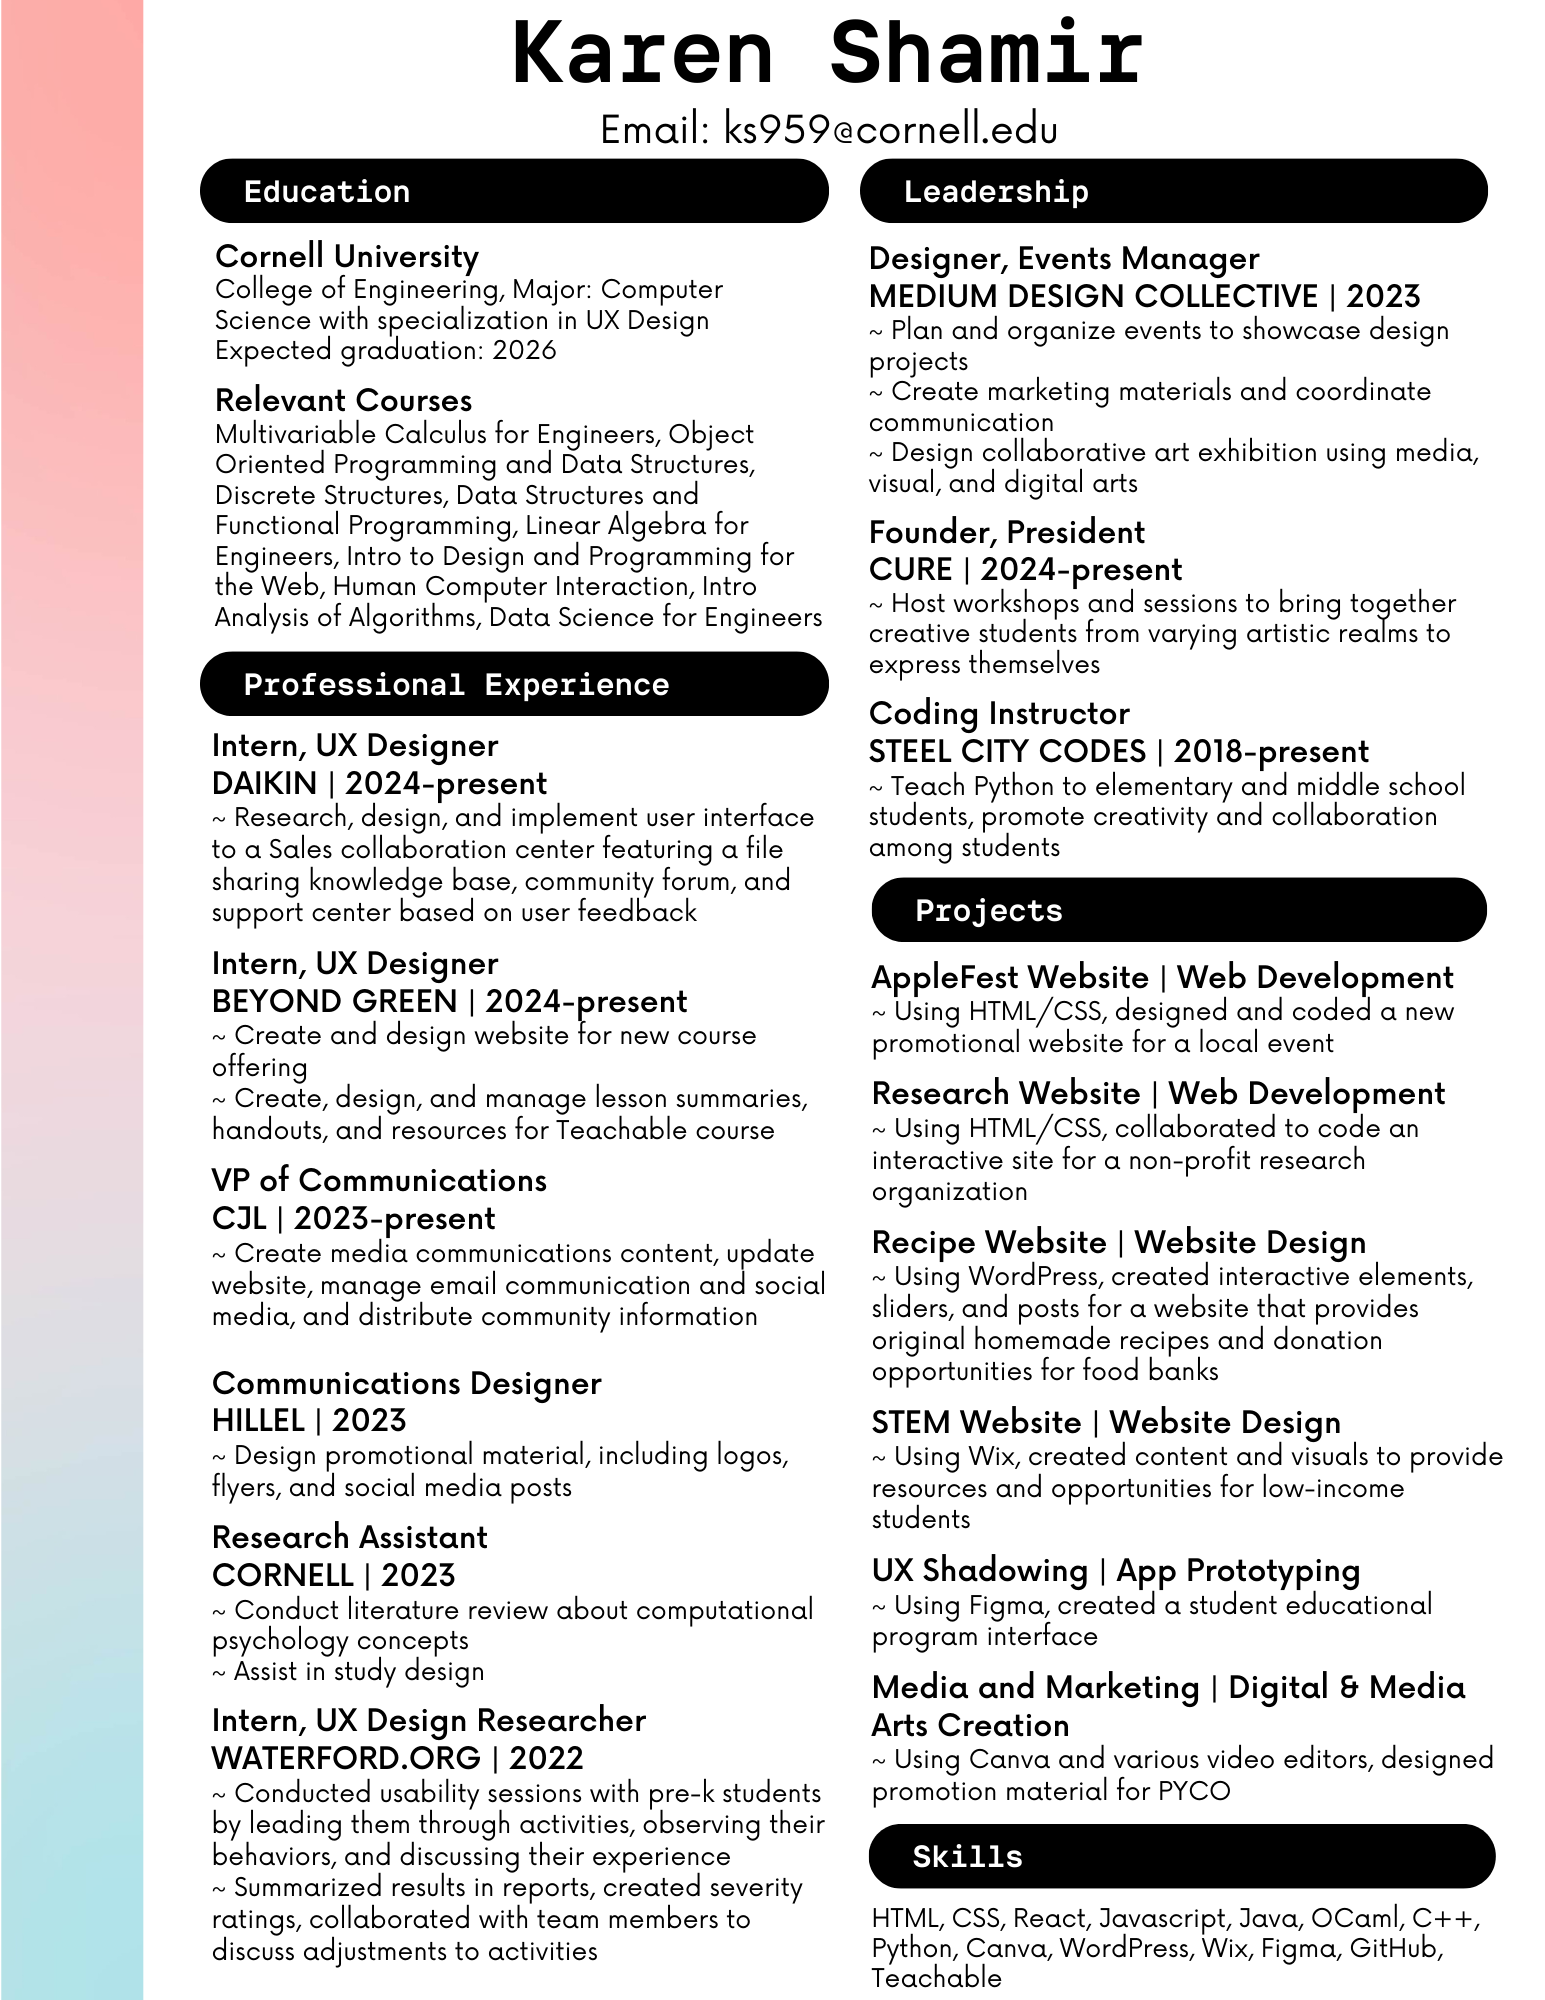 Karen Shamir
Email: ks959@cornell.edu
Education
Cornell University
College of Engineering, Major: Computer
Science with specialization in UX Design
Expected graduation: 2026
Relevant Courses
Multivariable Calculus for Engineers, Object
Oriented Programming and Data Structures,
Discrete Structures, Data Structures and
Functional Programming, Linear Algebra for
Engineers, Intro to Design and Programming for
the Web, Human Computer Interaction, Intro
Analysis of Algorithms, Data Science for Engineers
Professional Experience
Intern, UX Designer
DAIKIN | 2024-present
~ Research, design, and implement user interface
to a Sales collaboration center featuring a file
sharing knowledge base, community forum, and
support center based on user feedback
Intern, UX Designer
BEYOND GREEN | 2024-present
~ Create and design website for new course
offering
~ Create, design, and manage lesson summaries,
handouts, and resources for Teachable course
VP of Communications
CJL | 2023-present
~ Create media communications content, update
website, manage email communication and social
media, and distribute community information
Communications Designer
HILLEL | 2023
~ Design promotional material, including logos,
flyers, and social media posts
Research Assistant
CORNELL | 2023
~ Conduct literature review about computational
psychology concepts
~ Assist in study design
Intern, UX Design Researcher
WATERFORD.ORG | 2022
~ Conducted usability sessions with pre-k students
by leading them through activities, observing their
behaviors, and discussing their experience
~ Summarized results in reports, created severity
ratings, collaborated with team members to
discuss adjustments to activities
Leadership
Designer, Events Manager
MEDIUM DESIGN COLLECTIVE | 2023
~ Plan and organize events to showcase design
projects
~ Create marketing materials and coordinate
communication
~ Design collaborative art exhibition using media,
visual, and digital arts
Founder, President
CURE | 2024-present
~ Host workshops and sessions to bring together
creative students from varying artistic realms to
express themselves
Coding Instructor
STEEL CITY CODES | 2018-present
~ Teach Python to elementary and middle school
students, promote creativity and collaboration
among students
Projects
AppleFest Website | Web Development
~ Using HTML/CSS, designed and coded a new
promotional website for a local event
Research Website | Web Development
~ Using HTML/CSS, collaborated to code an
interactive site for a non-profit research
organization
Recipe Website | Website Design
~ Using WordPress, created interactive elements,
sliders, and posts for a website that provides
original homemade recipes and donation
opportunities for food banks
STEM Website | Website Design
~ Using Wix, created content and visuals to provide
resources and opportunities for low-income
students
UX Shadowing | App Prototyping
~ Using Figma, created a student educational
program interface
Media and Marketing | Digital & Media
Arts Creation
~ Using Canva and various video editors, designed
promotion material for PYCO
Skills
HTML, CSS, React, Javascript, Java, OCaml, C++,
Python, Canva, WordPress, Wix, Figma, GitHub,
Teachable